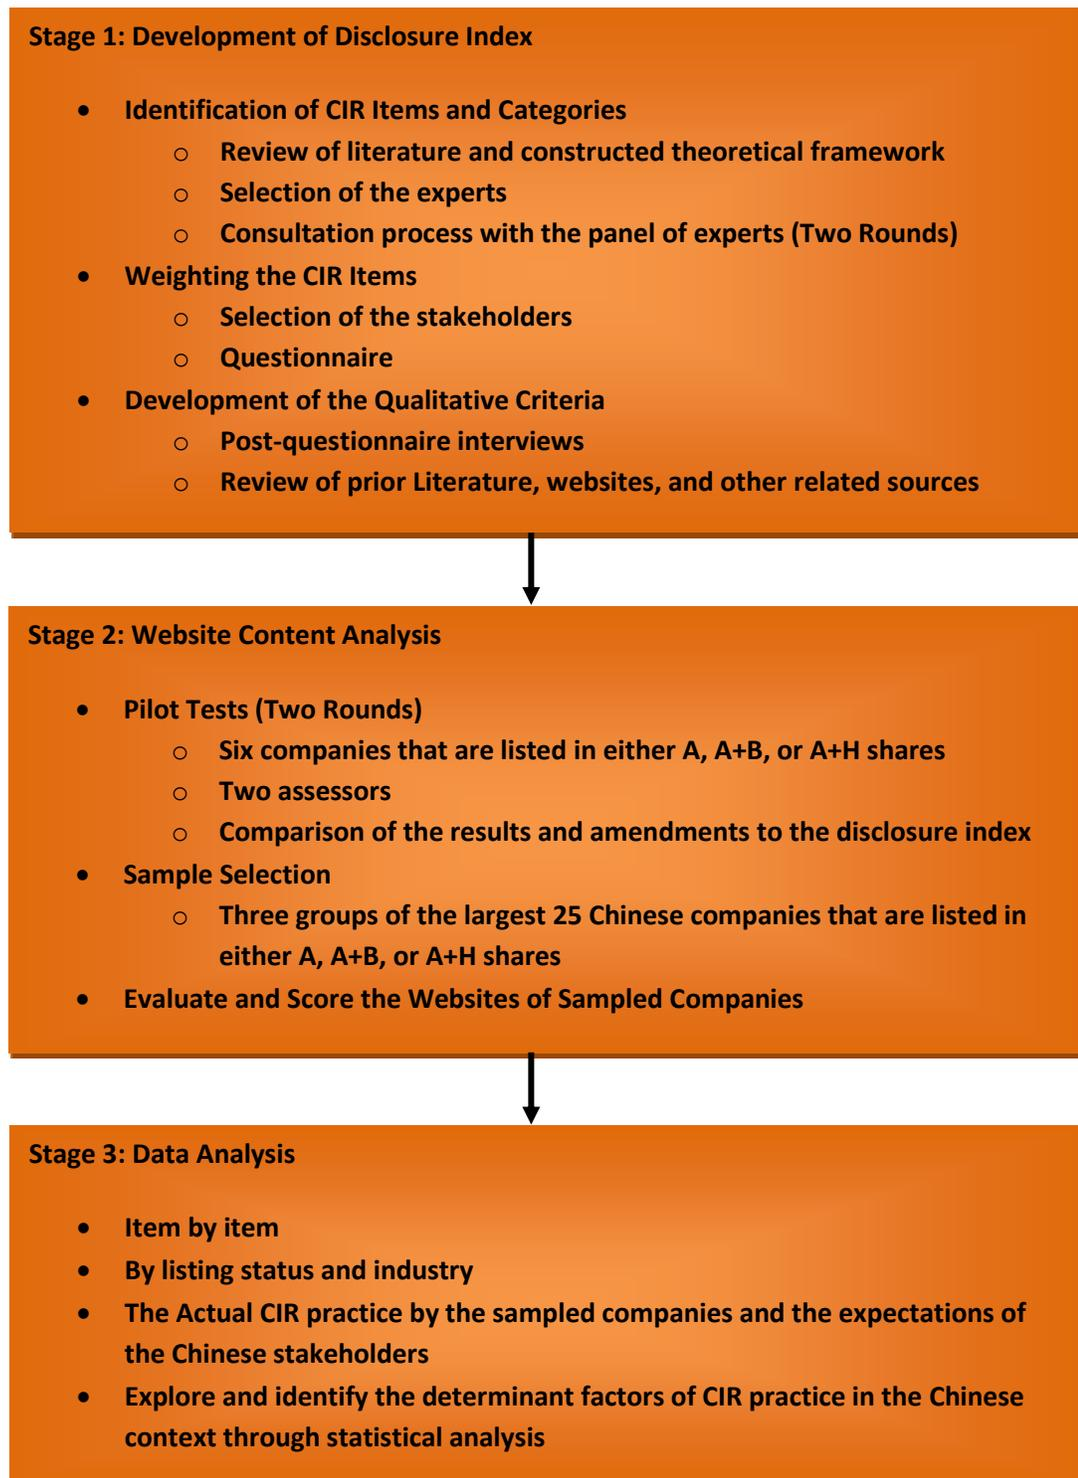 Stage 1: Development of Disclosure Index
• Identification of CIR Items and Categories
o Review of literature and constructed theoretical framework
o Selection of the experts
o Consultation process with the panel of experts (Two Rounds)
• Weighting the CIR Items
o Selection of the stakeholders
o Questionnaire
• Development of the Qualitative Criteria
o Post-questionnaire interviews
o Review of prior Literature, websites, and other related sources
Stage 2: Website Content Analysis
• Pilot Tests (Two Rounds)
o Six companies that are listed in either A, A+B, or A+H shares
o Two assessors
o Comparison of the results and amendments to the disclosure index
• Sample Selection
o Three groups of the largest 25 Chinese companies that are listed in
either A, A+B, or A+H shares
• Evaluate and Score the Websites of Sampled Companies
Stage 3: Data Analysis
• Item by item
• By listing status and industry
• The Actual CIR practice by the sampled companies and the expectations of
the Chinese stakeholders
• Explore and identify the determinant factors of CIR practice in the Chinese
context through statistical analysis